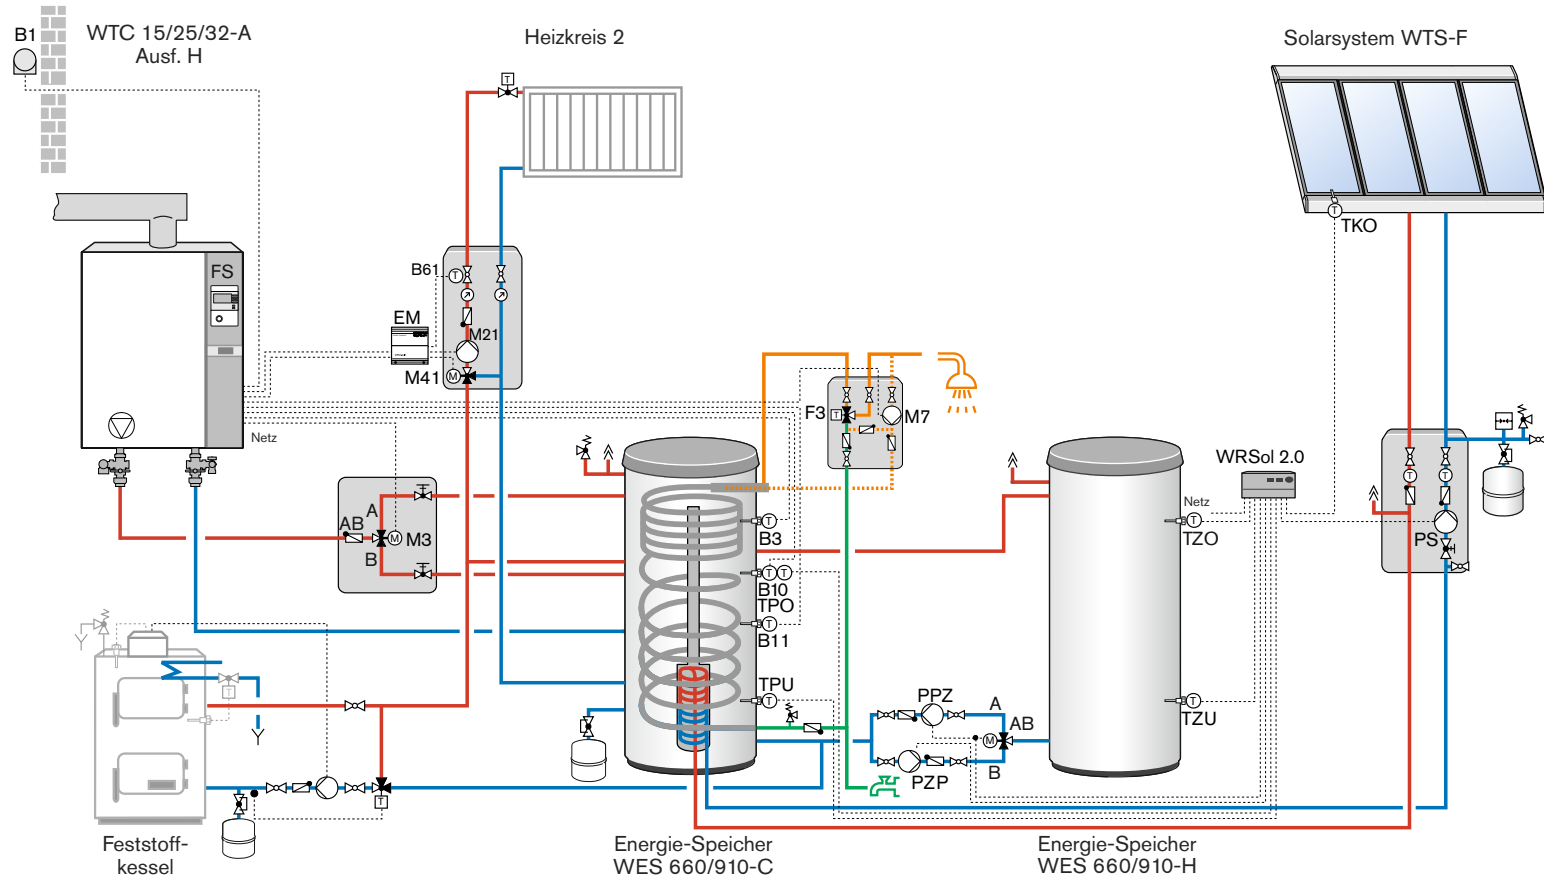 B1
WTC 15/25/32-A
Ausf. H
Heizkreis 2
Solarsystem WTS-F
T
TKO
FS
B61
T
EM
M21
M41
M
Netz
F3
T
M7
WRSol 2.0
Netz
AB
A
M
M3
B
T
B3
T
T
B10
TPO
T
B11
TPU
T
T
TZO
T
TZU
T
T
PS
PPZ
A
AB
M
B
PZP
T
T
Feststoff-
kessel
Energie-Speicher
WES 660/910-C
Energie-Speicher
WES 660/910-H